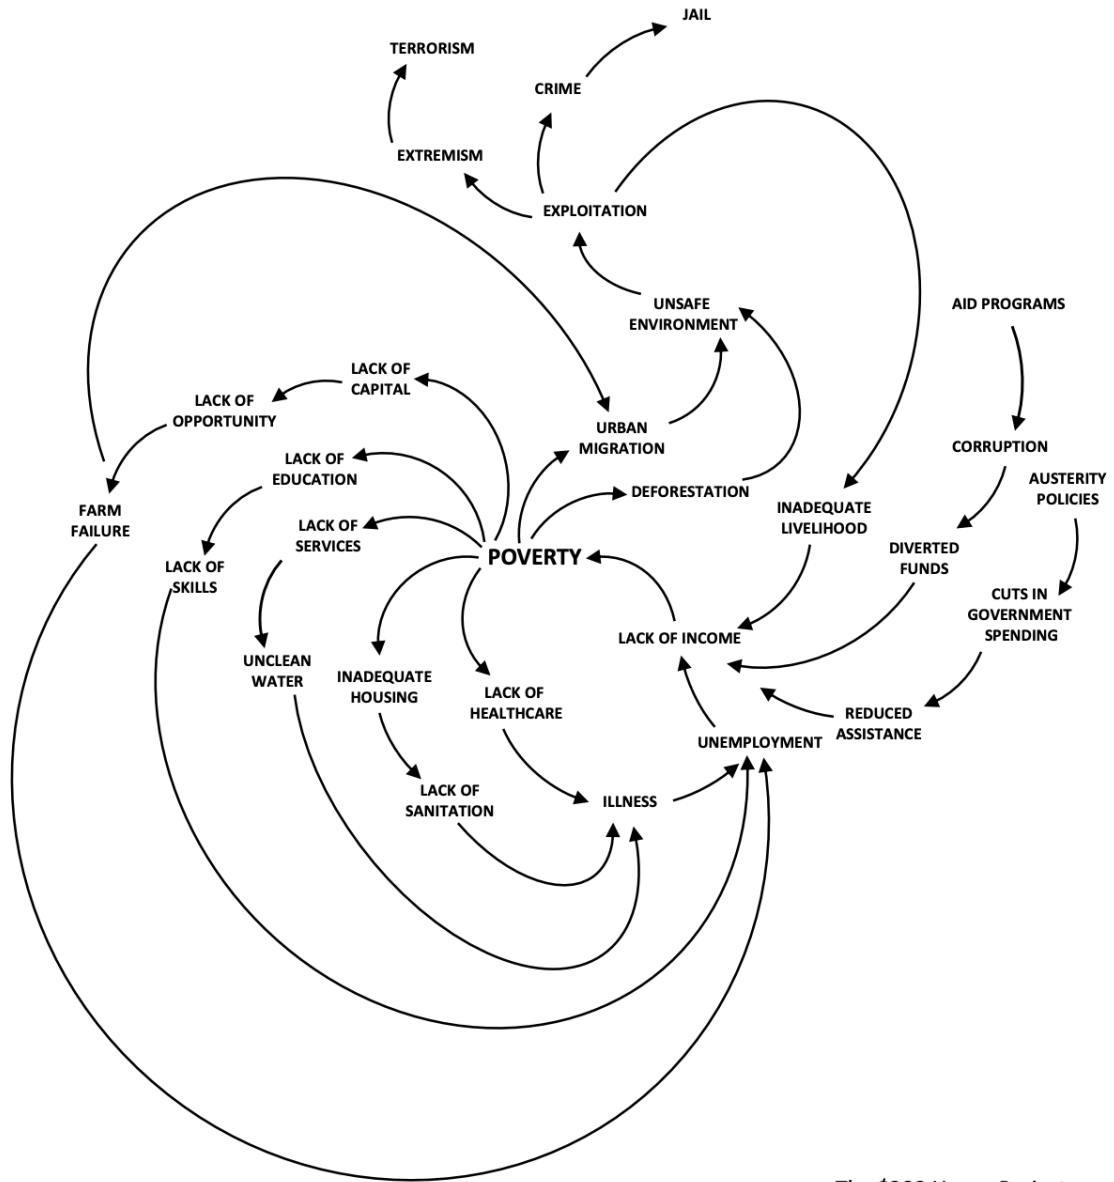 JAIL
TERRORISM
CRIME
EXTREMISM
EXPLOITATION
UNSAFE
ENVIRONMENT
AID PROGRAMS
LACK OF
CAPITAL
LACK OF
OPPORTUNITY
URBAN
MIGRATION
CORRUPTION
LACK OF
EDUCATION
AUSTERITY
POLICIES
DEFORESTATION
INADEQUATE
LIVELIHOOD
FARM
FAILURE
LACK OF
SERVICES
POVERTY
DIVERTED
FUNDS
LACK OF
SKILLS
CUTS IN
GOVERNMENT
SPENDING
LACK OF INCOME
UNCLEAN
WATER
INADEQUATE
HOUSING
LACK OF
HEALTHCARE
REDUCED
ASSISTANCE
UNEMPLOYMENT
LACK OF
SANITATION
ILLNESS